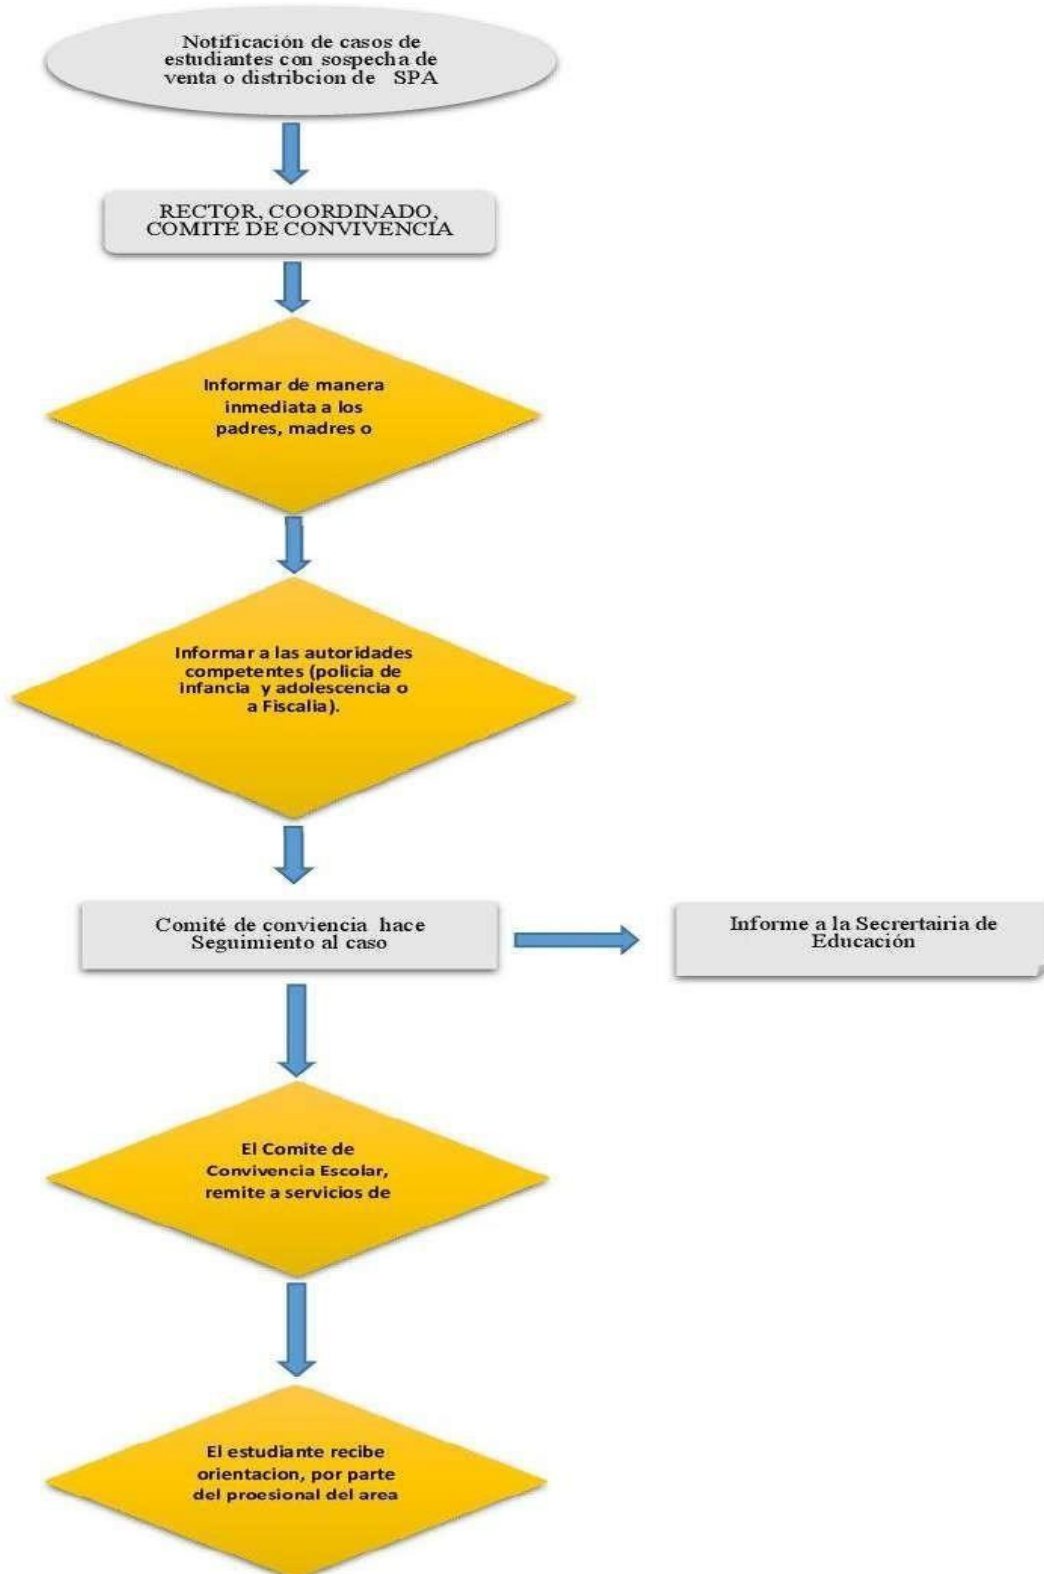 Notificación de casos de
estudiantes con sospecha de
venta o distribcion de SPA
RECTOR, COORDINADO,
COMITÉ DE CONVIVENCIA
Informar de manera
inmediata a los
padres, madres o
Informar a las autoridades
competentes (policia de
Infancia y adolescencia o
a Fiscalia).
Comité de conviencia hace
Seguimiento al caso
Informe a la Secrertairia de
Educación
El Comite de
Convivencia Escolar,
remite a servicios de
El estudiante recibe
orientacion, por parte
del proesional del area